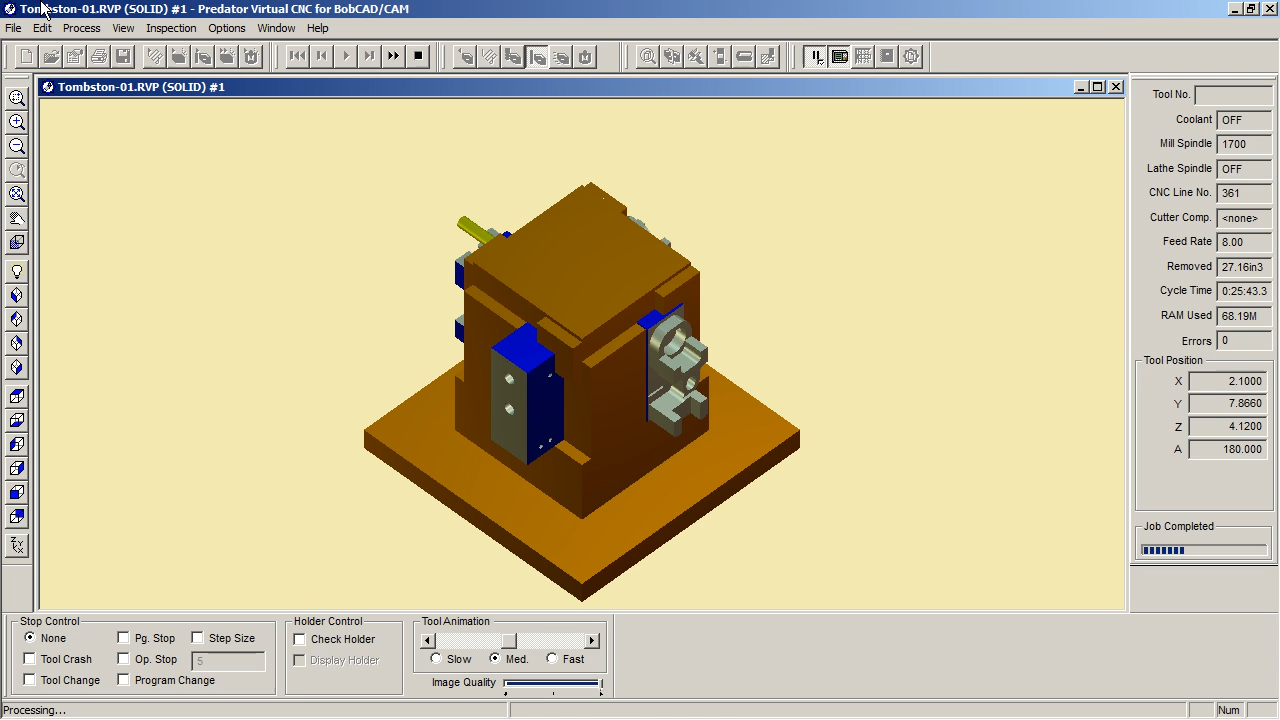 Tombston-01.RVP (SOLID) #1 - Predator Virtual CNC for BobCAD/CAM
File Edit Process View Inspection Options Window Help
Tombston-01.RVP (SOLID) #1
Tool No.
Coolant OFF
Mill Spindle 1700
Lathe Spindle OFF
CNC Line No. 361
Cutter Comp. <none>
Feed Rate 8.00
Removed 27.16in3
Cycle Time 0:25:43.3
RAM Used 68.19M
Errors 0
Tool Position
X 2.1000
Y 7.8660
Z 4.1200
A 180.000
Job Completed
Stop Control
None Pg. Stop Step Size
Tool Crash Op. Stop 5
Tool Change Program Change
Holder Control
Check Holder
Display Holder
Tool Animation
Slow Med. Fast
Image Quality
Processing... Num